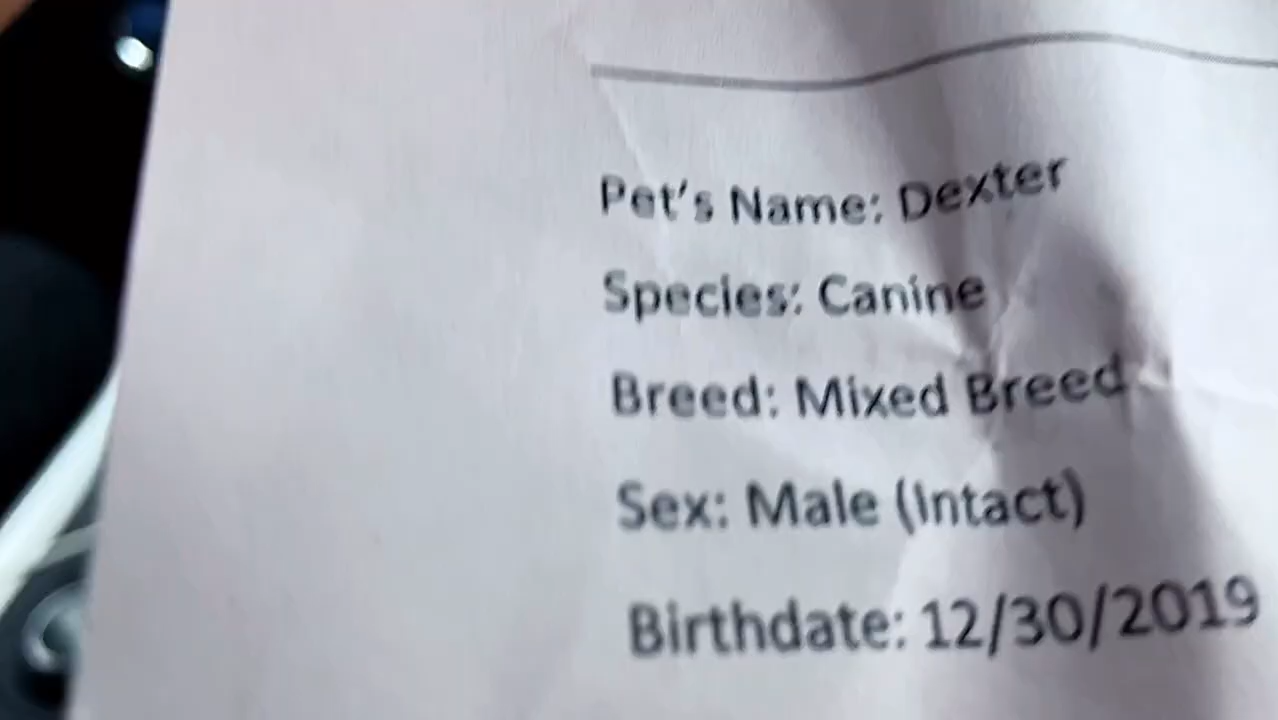 Pet's Name: Dexter
Species: Canine
Breed: Mixed Breed
Sex: Male (Intact)
Birthdate: 12/30/2019